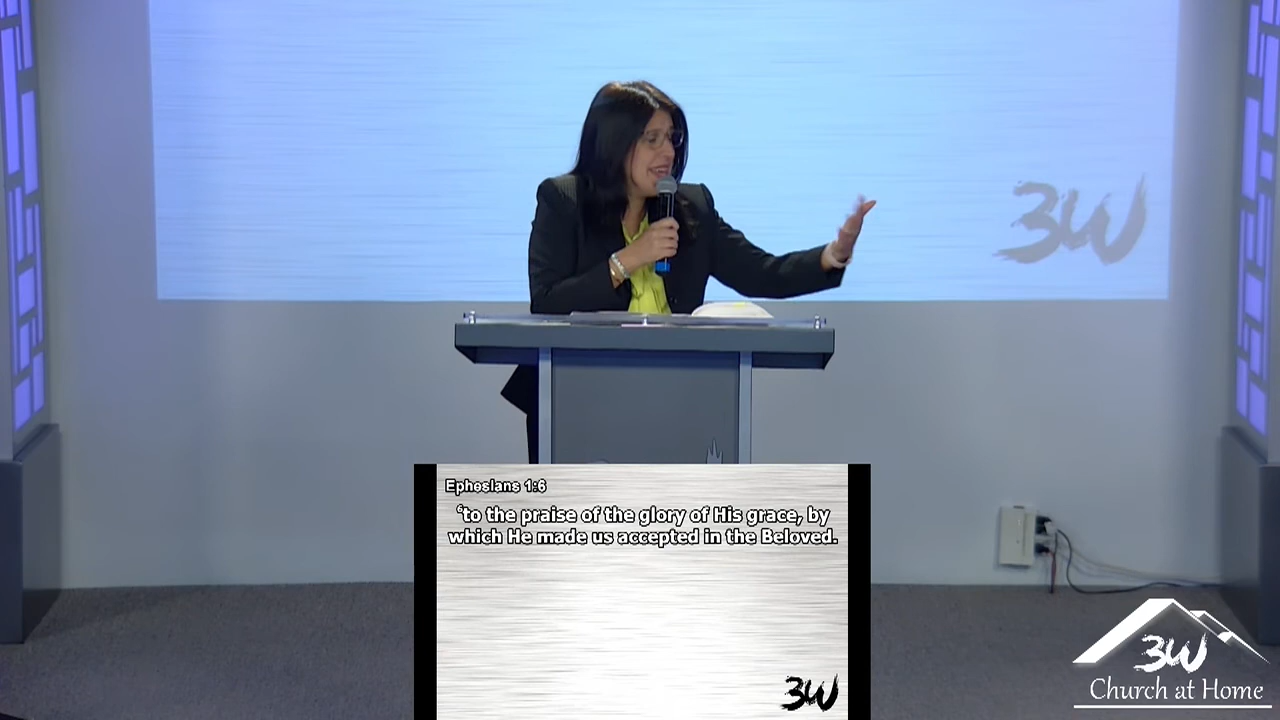 3W
Ephesians 1:6
‘to the praise of the glory of His grace, by
which He made us accepted in the Beloved.
3W
3W
Church at Home